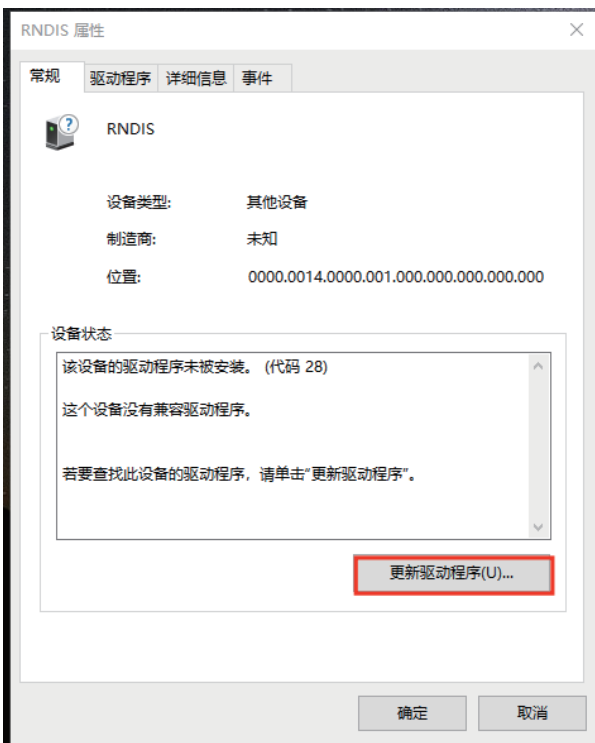 RNDIS 属性
常规 驱动程序 详细信息 事件
RNDIS
设备类型: 其他设备
制造商: 未知
位置: 0000.0014.0000.001.000.000.000.000.000
设备状态
该设备的驱动程序未被安装。 (代码 28)
这个设备没有兼容驱动程序。
若要查找此设备的驱动程序，请单击“更新驱动程序”。
更新驱动程序(U)...
确定 取消